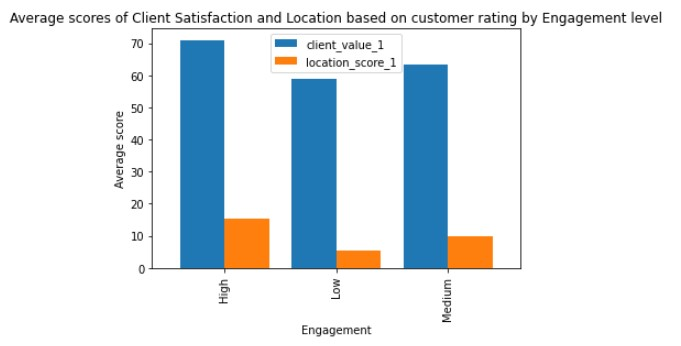 Average scores of Client Satisfaction and Location based on customer rating by Engagement level
client_value_1
location_score_1
Average score
70
60
50
40
30
20
10
0
High
Low
Medium
Engagement